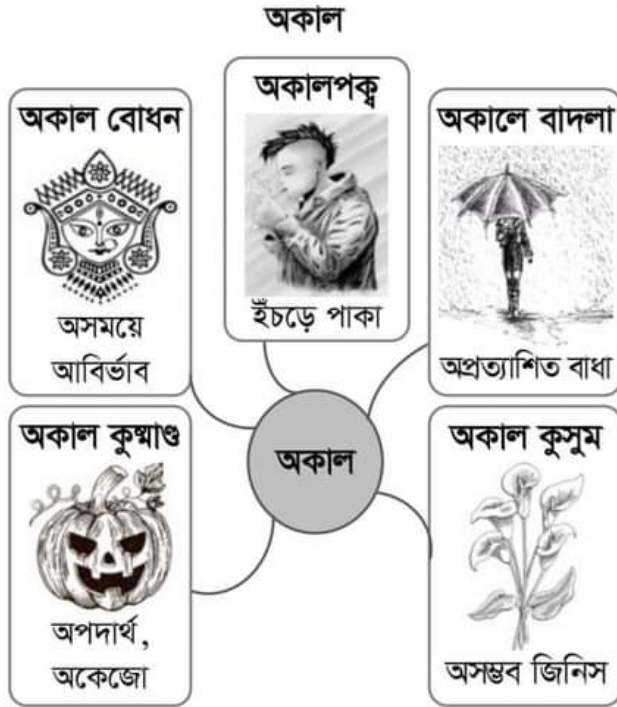 অকাল
অকাল বোধন
অসময়ে
আবির্ভাব
অকালপক্ব
ইঁচড়ে পাকা
অকালে বাদলা
অপ্রত্যাশিত বাধা
অকাল
অকাল কুষ্মাণ্ড
অপদার্থ,
অকেজো
অকাল কুসুম
অসম্ভব জিনিস